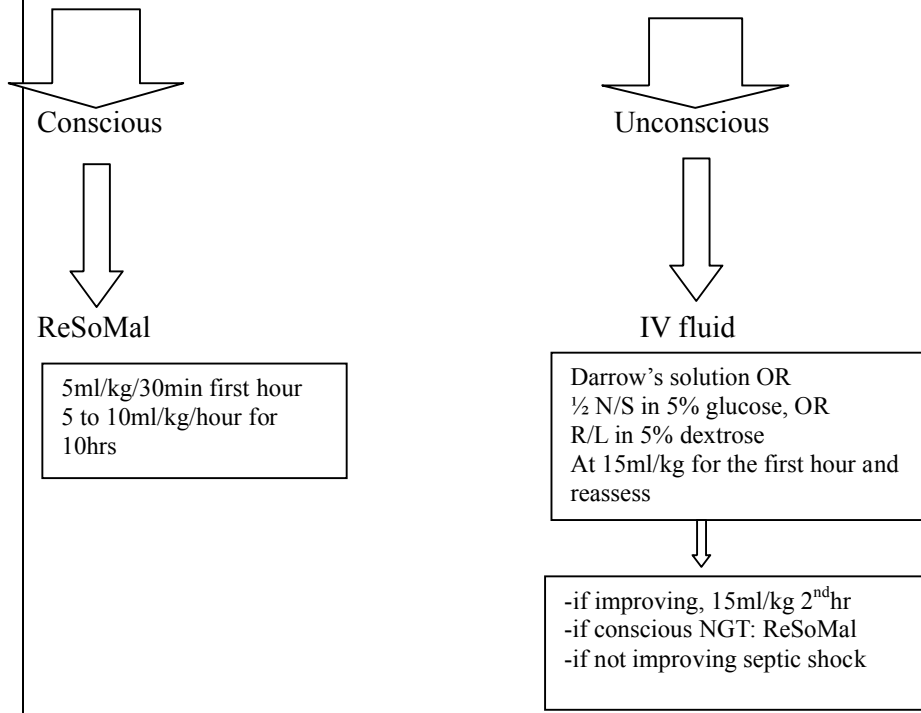 Conscious
Unconscious
ReSoMal
IV fluid
5ml/kg/30min first hour
5 to 10ml/kg/hour for
10hrs
Darrow’s solution OR
½ N/S in 5% glucose, OR
R/L in 5% dextrose
At 15ml/kg for the first hour and
reassess
-if improving, 15ml/kg 2ⁿᵈhr
-if conscious NGT: ReSoMal
-if not improving septic shock